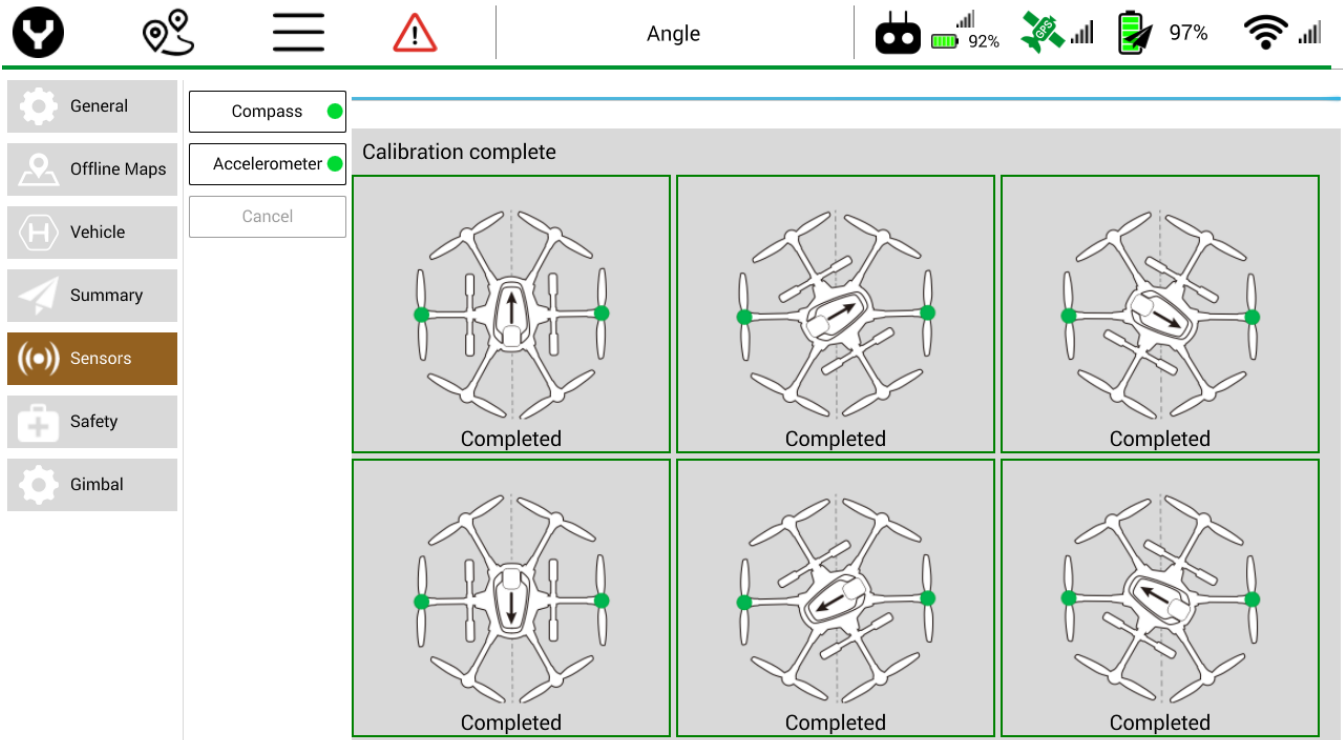 Angle
92%
GPS
97%
General
Offline Maps
Vehicle
Summary
Sensors
Safety
Gimbal
Compass
Accelerometer
Cancel
Calibration complete
Completed
Completed
Completed
Completed
Completed
Completed